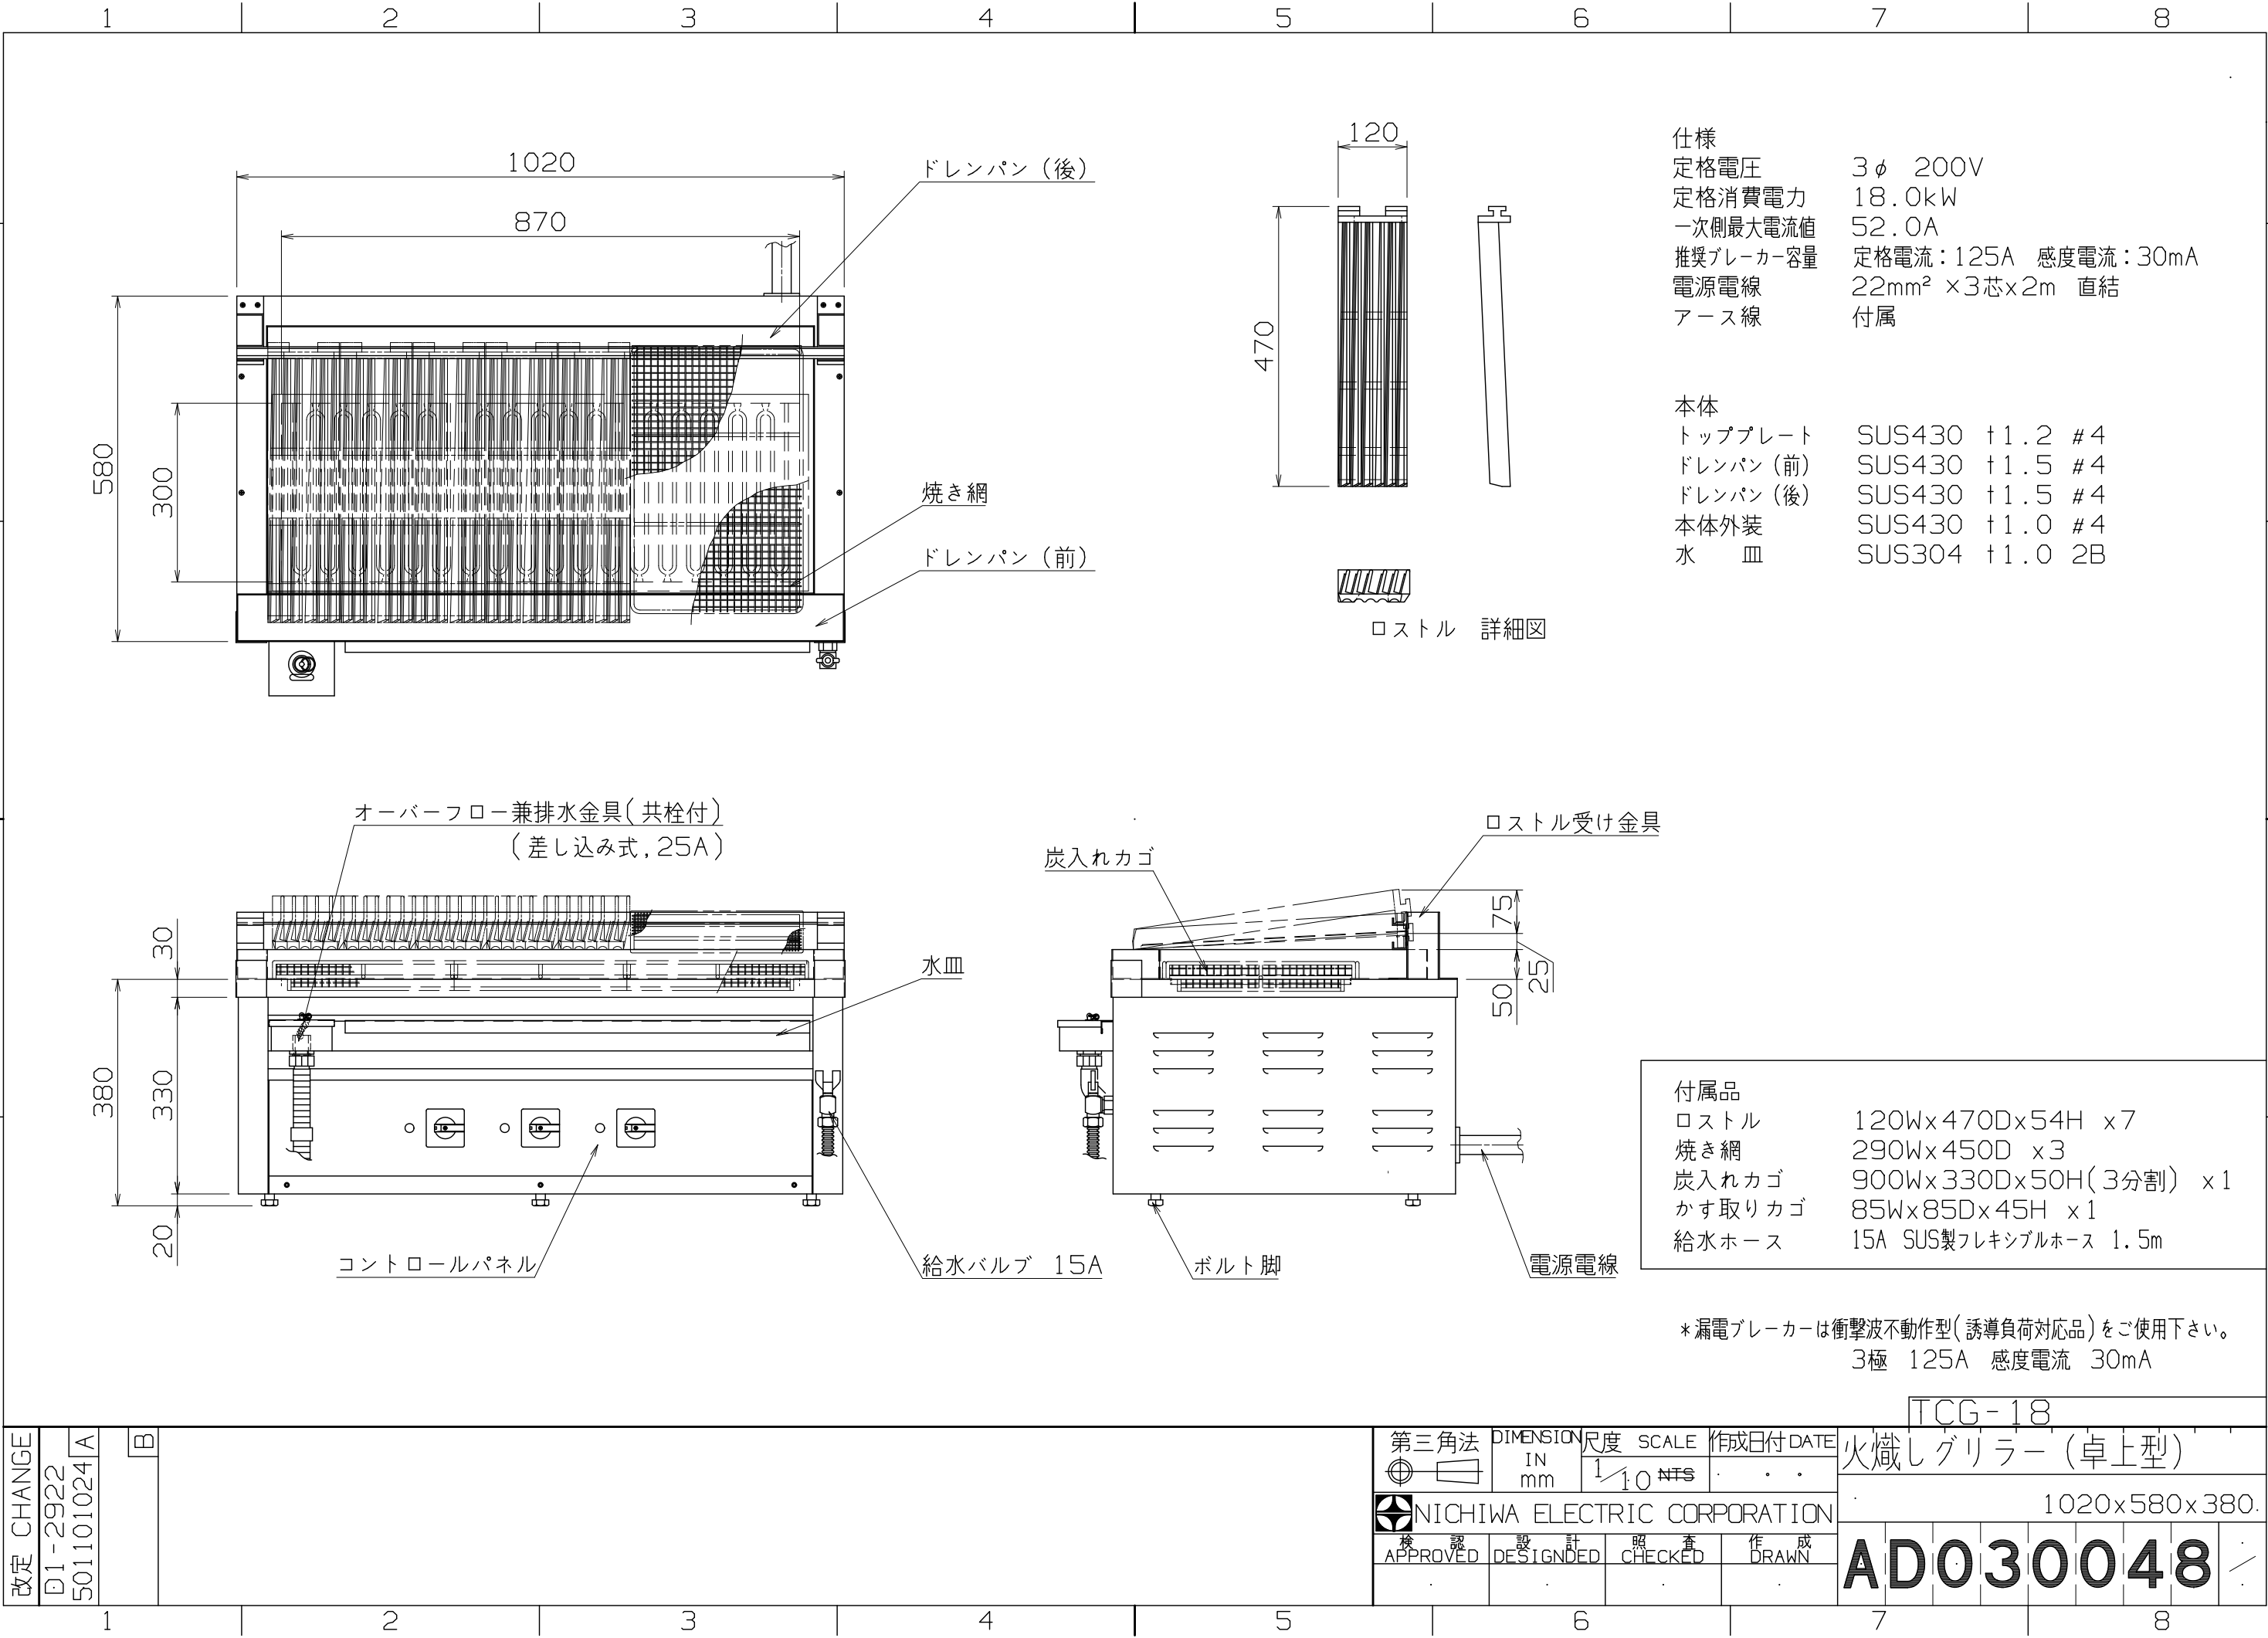 1 2 3 4 5 6 7 8
1020
870
580
300
ドレンパン（後）
焼き網
ドレンパン（前）
120
470
ロストル　詳細図
仕様
定格電圧　3φ　200V
定格消費電力　18.0kW
一次側最大電流値　52.0A
推奨ブレーカー容量　定格電流：125A　感度電流：30mA
電源電線　22mm² ×3芯x2m　直結
アース線　付属
本体
トッププレート　SUS430 t1.2 #4
ドレンパン（前）　SUS430 t1.5 #4
ドレンパン（後）　SUS430 t1.5 #4
本体外装　SUS430 t1.0 #4
水　皿　SUS304 t1.0 2B
オーバーフロー兼排水金具（共栓付）
（差し込み式，25A）
水皿
30
380
330
20
コントロールパネル
給水バルブ　15A
炭入れカゴ
ロストル受け金具
75
25
50
ボルト脚
電源電線
付属品
ロストル　120Wx470Dx54H x7
焼き網　290Wx450D x3
炭入れカゴ　900Wx330Dx50H(3分割) x1
かす取りカゴ　85Wx85Dx45H x1
給水ホース　15A SUS製フレキシブルホース 1.5m
＊漏電ブレーカーは衝撃波不動作型(誘導負荷対応品)をご使用下さい。
3極　125A　感度電流　30mA
TCG-18
改定 CHANGE
D1-29922
5011101024 A
B
第三角法
DIMENSION IN mm
尺度 SCALE
1/10 NTS
作成日付 DATE
火熾しグリラー（卓上型）
1020x580x380
NICHIWA ELECTRIC CORPORATION
検認 APPROVED
設計 DESIGNDED
照査 CHECKED
作成 DRAWN
AD030048
1 2 3 4 5 6 7 8